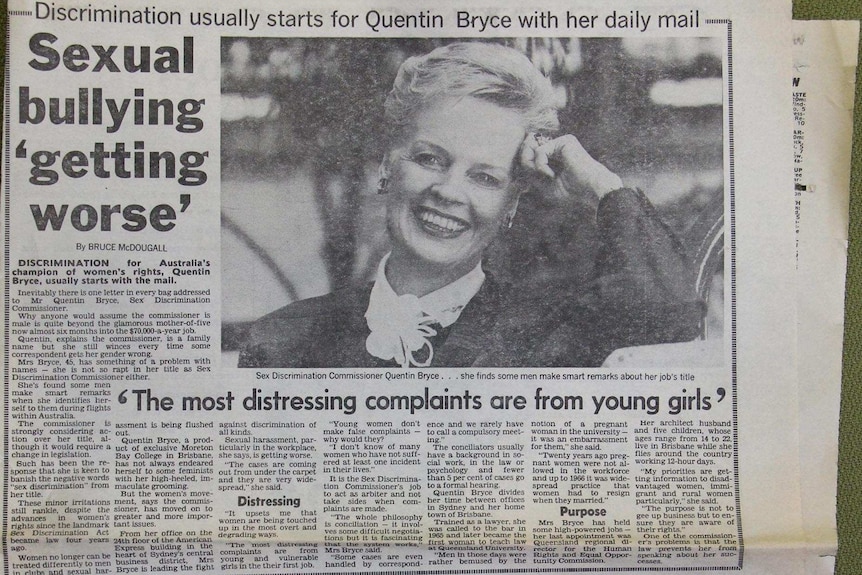 Discrimination usually starts for Quentin Bryce with her daily mail
Sexual
bullying
‘getting
worse’
By BRUCE McDOUGALL
DISCRIMINATION for Australia's
champion of women's rights, Quentin
Bryce, usually starts with the mail.
Inevitably there is one letter in every bag addressed
to Mr Quentin Bryce, Sex Discrimination
Commissioner.
Why anyone would assume the commissioner is
male is quite beyond the glamorous mother-of-five
now almost six months into the $70,000-a-year job.
Quentin, explains the commissioner, is a family
name but she still winces every time some
correspondent gets her gender wrong.
Mrs Bryce, 45, has something of a problem with
names — she is not so rapt in her title as Sex
Discrimination Commissioner either.
She's found some men
make smart remarks
when she identifies her-
self to them during flights
within Australia.
The commissioner is
strongly considering ac-
tion over her title, al-
though it would require a
change in legislation.
Such has been the re-
sponse that she is keen to
banish the negative words
“sex discrimination” from
her title.
These minor irritations
still rankle, despite the
advances in women's
rights since the landmark
Sex Discrimination Act
became law four years
ago.
Women no longer can be
treated differently to men
in clubs and sexual har-
Sex Discrimination Commissioner Quentin Bryce . . . she finds some men make smart remarks about her job's title
‘The most distressing complaints are from young girls’
assment is being flushed
out.
Quentin Bryce, a prod-
uct of exclusive Moreton
Bay College in Brisbane,
has not always endeared
herself to some feminists
with her high-heeled, im-
maculate grooming.
But the women's move-
ment, says the commis-
sioner, has moved on to
greater and more impor-
tant issues.
From her office on the
24th floor of the American
Express building in the
heart of Sydney's central
business district, Mrs
Bryce is leading the fight
against discrimination of
all kinds.
Sexual harassment, par-
ticularly in the workplace,
she says, is getting worse.
“The cases are coming
out from under the carpet
and they are very wide-
spread,” she said.
Distressing
“It upsets me that
women are being touched
up in the most overt and
degrading ways.
“The most distressing
complaints are from
young and vulnerable
girls in their first job.
“Young women don't
make false complaints —
why would they?
“I don't know of many
women who have not suf-
fered at least one incident
in their lives.”
It is the Sex Discrimina-
tion Commissioner's job
to act as arbiter and not
take sides when com-
plaints are made.
“The whole philosophy
is conciliation — it invol-
ves some difficult negotia-
tions but it is fascinating
that the system works,”
Mrs Bryce said.
“Some cases are even
handled by correspond-
ence and we rarely have
to call a compulsory meet-
ing.”
The conciliators usually
have a background in so-
cial work, in the law or
psychology and fewer
than 5 per cent of cases go
to a formal hearing.
Quentin Bryce divides
her time between offices
in Sydney and her home
town of Brisbane.
Trained as a lawyer, she
was called to the bar in
1965 and later became the
first woman to teach law
at Queensland University.
“Men in those days were
rather bemused by the
notion of a pregnant
woman in the university —
it was an embarrassment
for them,” she said.
“Twenty years ago preg-
nant women were not al-
lowed in the workforce
and up to 1966 it was wide-
spread practice that
women had to resign
when they married.”
Purpose
Mrs Bryce has held
some high-powered jobs —
her last appointment was
as Queensland regional di-
rector for the Human
Rights and Equal Oppor-
tunity Commission.
Her architect husband
and five children, whose
ages range from 14 to 22,
live in Brisbane while she
flies around the country
working 12-hour days.
“My priorities are get-
ting information to disad-
vantaged women, immi-
grant and rural women
particularly,” she said.
“The purpose is not to
gee up business but to en-
sure they are aware of
their rights.”
One of the commission-
er's problems is that the
law prevents her from
speaking about her suc-
cesses.